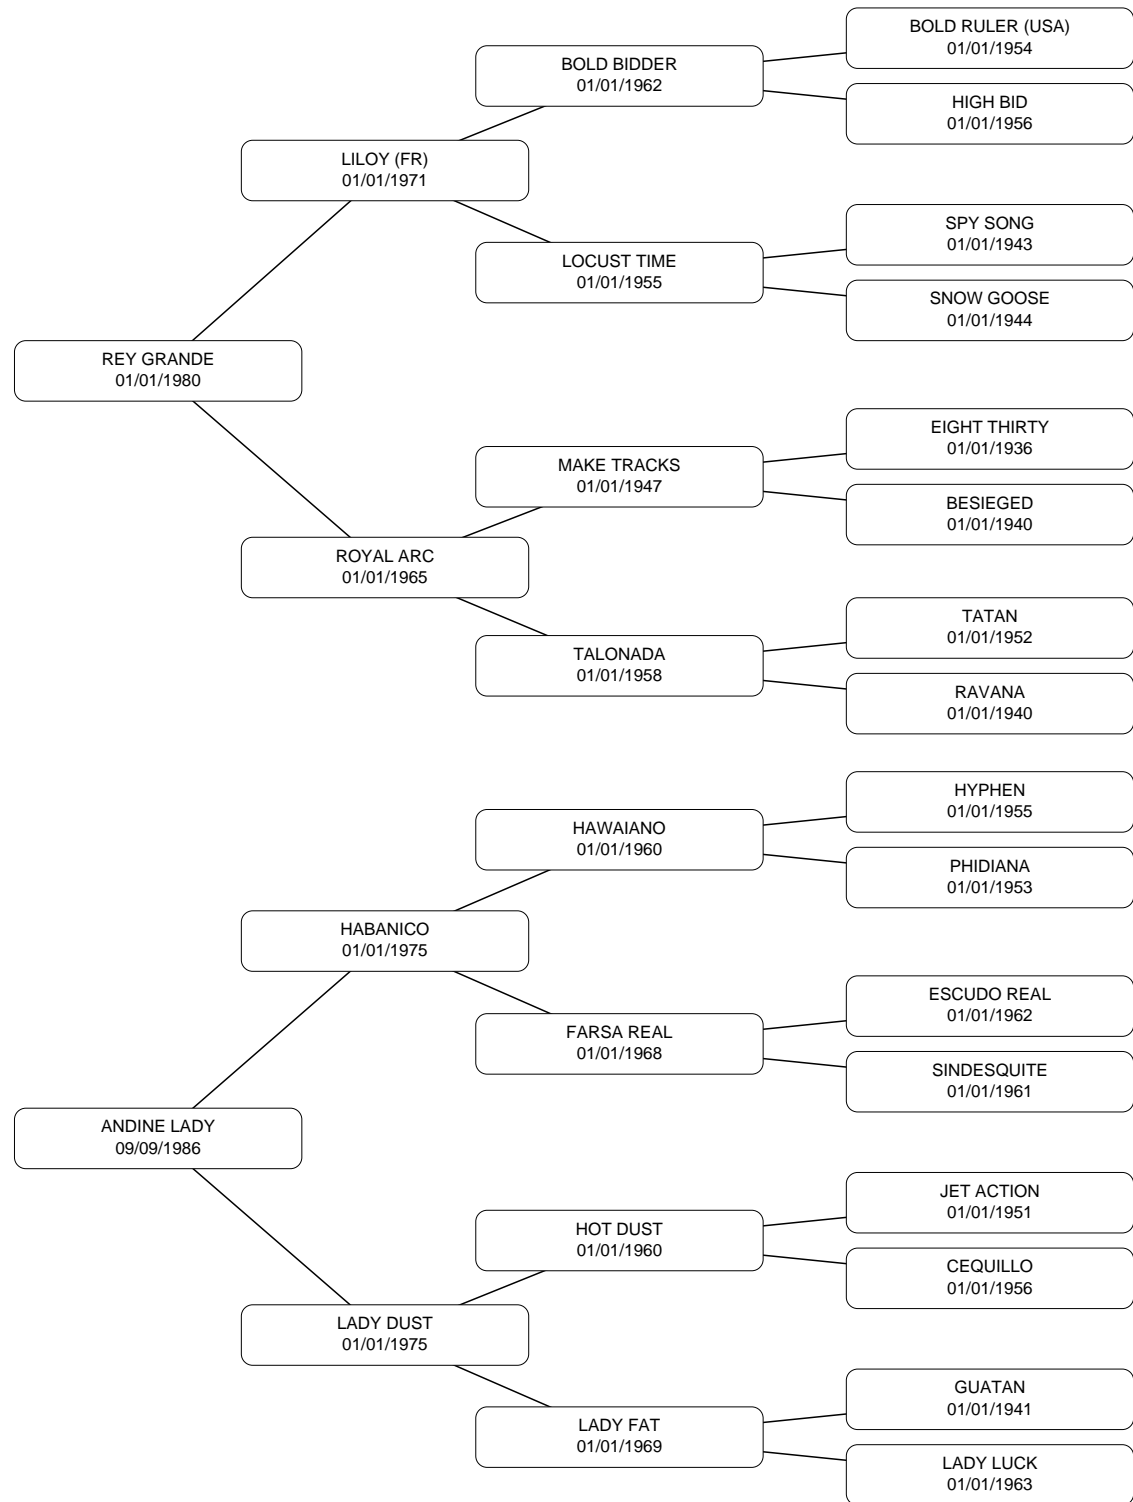 BOLD RULER (USA)
01/01/1954
BOLD BIDDER
01/01/1962
HIGH BID
01/01/1956
LILOY (FR)
01/01/1971
SPY SONG
01/01/1943
LOCUST TIME
01/01/1955
SNOW GOOSE
01/01/1944
REY GRANDE
01/01/1980
EIGHT THIRTY
01/01/1936
MAKE TRACKS
01/01/1947
BESIEGED
01/01/1940
ROYAL ARC
01/01/1965
TATAN
01/01/1952
TALONADA
01/01/1958
RAVANA
01/01/1940
HYPHEN
01/01/1955
HAWAIANO
01/01/1960
PHIDIANA
01/01/1953
HABANICO
01/01/1975
ESCUDO REAL
01/01/1962
FARSA REAL
01/01/1968
SINDESQUITE
01/01/1961
ANDINE LADY
09/09/1986
JET ACTION
01/01/1951
HOT DUST
01/01/1960
CEQUILLO
01/01/1956
LADY DUST
01/01/1975
GUATAN
01/01/1941
LADY FAT
01/01/1969
LADY LUCK
01/01/1963